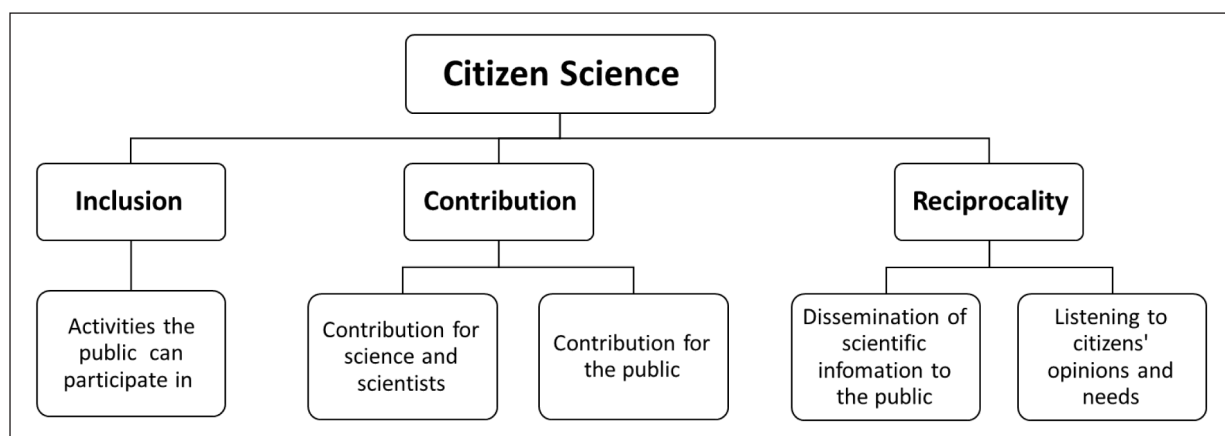 Citizen Science
Inclusion
Contribution
Reciprocality
Activities the
public can
participate in
Contribution for
science and
scientists
Contribution for
the public
Dissemination of
scientific
infomation to
the public
Listening to
citizens'
opinions and
needs